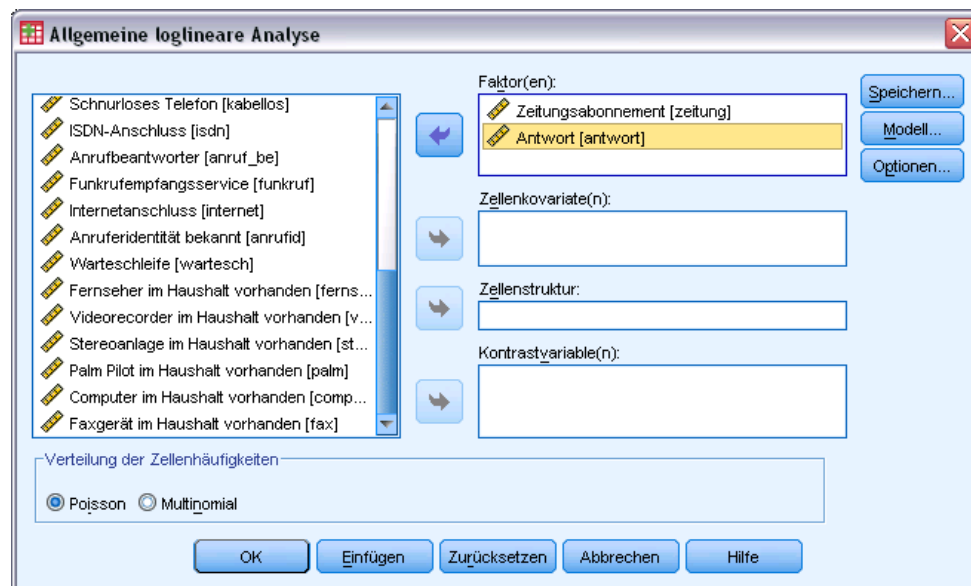 Allgemeine loglineare Analyse
Schnurloses Telefon [kabellos]
ISDN-Anschluss [isdn]
Anrufbeantworter [anruf_be]
Funkrufempfangsservice [funkruf]
Internetanschluss [internet]
Anruferidentität bekannt [anrufid]
Warteschleife [wartesch]
Fernseher im Haushalt vorhanden [ferns...
Videorecorder im Haushalt vorhanden [v...
Stereoanlage im Haushalt vorhanden [st...
Palm Pilot im Haushalt vorhanden [palm]
Computer im Haushalt vorhanden [comp...
Faxgerät im Haushalt vorhanden [fax]
Faktor(en):
Zeitungsabonnement [zeitung]
Antwort [antwort]
Zellenkovariate(n):
Zellenstruktur:
Kontrastvariable(n):
Speichern...
Modell...
Optionen...
Verteilung der Zellenhäufigkeiten
Poisson Multinomial
OK Einfügen Zurücksetzen Abbrechen Hilfe